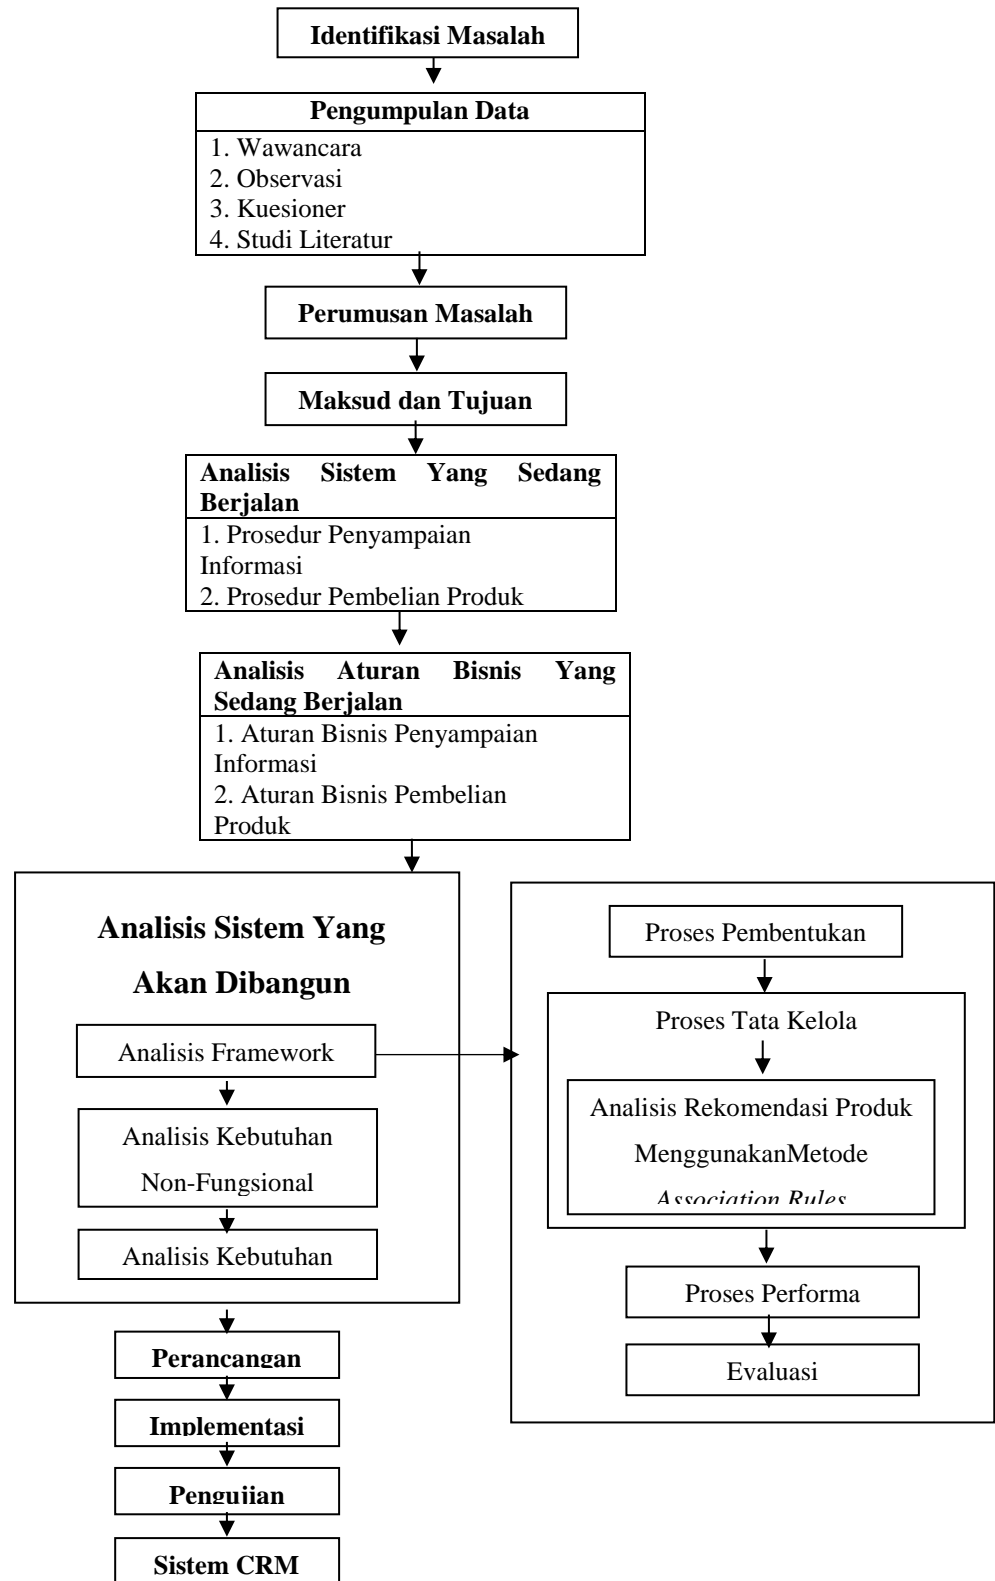 Identifikasi Masalah
Pengumpulan Data
1. Wawancara
2. Observasi
3. Kuesioner
4. Studi Literatur
Perumusan Masalah
Maksud dan Tujuan
Analisis Sistem Yang Sedang
Berjalan
1. Prosedur Penyampaian
Informasi
2. Prosedur Pembelian Produk
Analisis Aturan Bisnis Yang
Sedang Berjalan
1. Aturan Bisnis Penyampaian
Informasi
2. Aturan Bisnis Pembelian
Produk
Analisis Sistem Yang
Akan Dibangun
Analisis Framework
Analisis Kebutuhan
Non-Fungsional
Analisis Kebutuhan
Proses Pembentukan
Proses Tata Kelola
Analisis Rekomendasi Produk
MenggunakanMetode
Association Rules
Proses Performa
Evaluasi
Perancangan
Implementasi
Pengujian
Sistem CRM